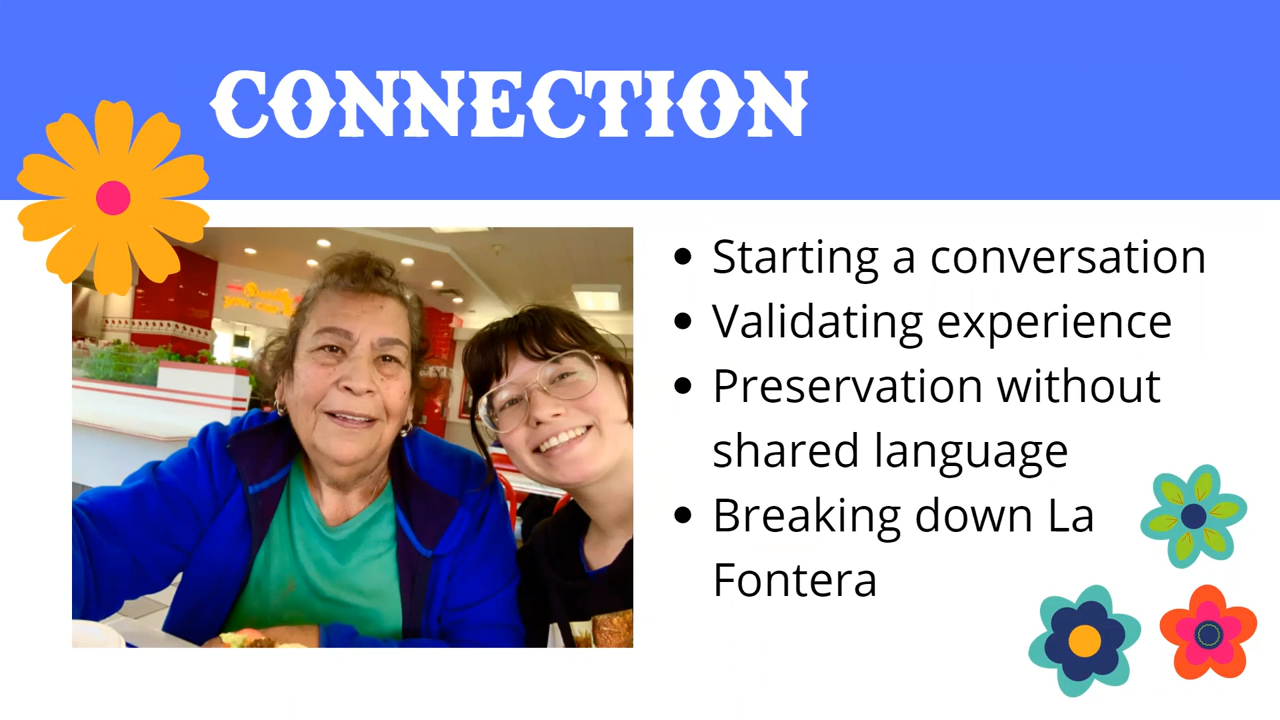 CONNECTION
• Starting a conversation
• Validating experience
• Preservation without
shared language
• Breaking down La
Fontera